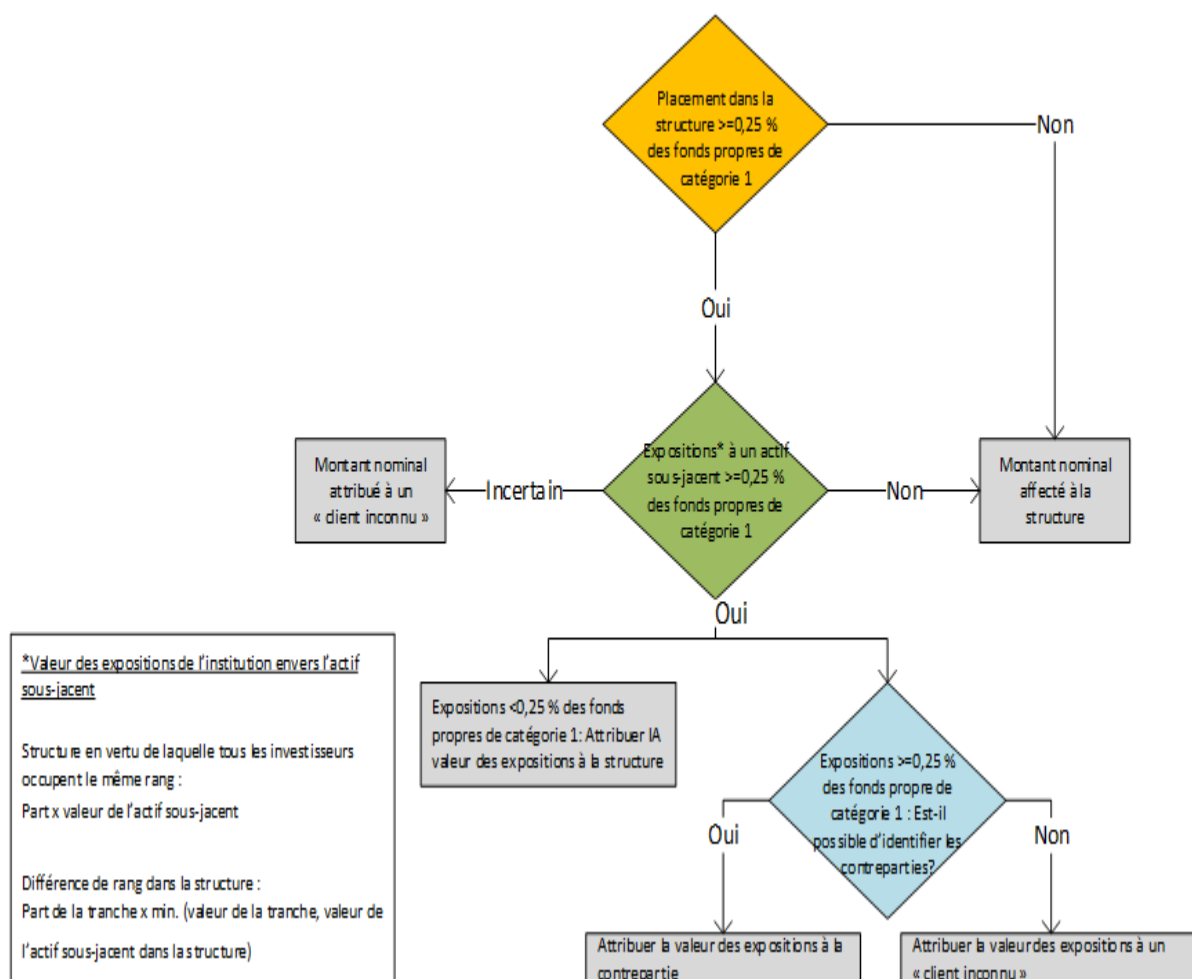 Placement dans la
structure >=0,25 %
des fonds propres de
catégorie 1
Non
Oui
Expositions* à un actif
sous-jacent >=0,25 %
des fonds propres de
catégorie 1
Incertain
Montant nominal
attribué à un
« client inconnu »
Non
Montant nominal
affecté à la
structure
Oui
Expositions <0,25 % des fonds
propres de catégorie 1: Attribuer lA
valeur des expositions à la structure
Expositions >=0,25 %
des fonds propre de
catégorie 1 : Est-il
possible d'identifier les
contreparties?
Oui
Non
Attribuer la valeur des expositions à la
contrepartie
Attribuer la valeur des expositions à un
« client inconnu »
*Valeur des expositions de l'institution envers l'actif
sous-jacent
Structure en vertu de laquelle tous les investisseurs
occupent le même rang :
Part x valeur de l'actif sous-jacent
Différence de rang dans la structure :
Part de la tranche x min. (valeur de la tranche, valeur de
l'actif sous-jacent dans la structure)